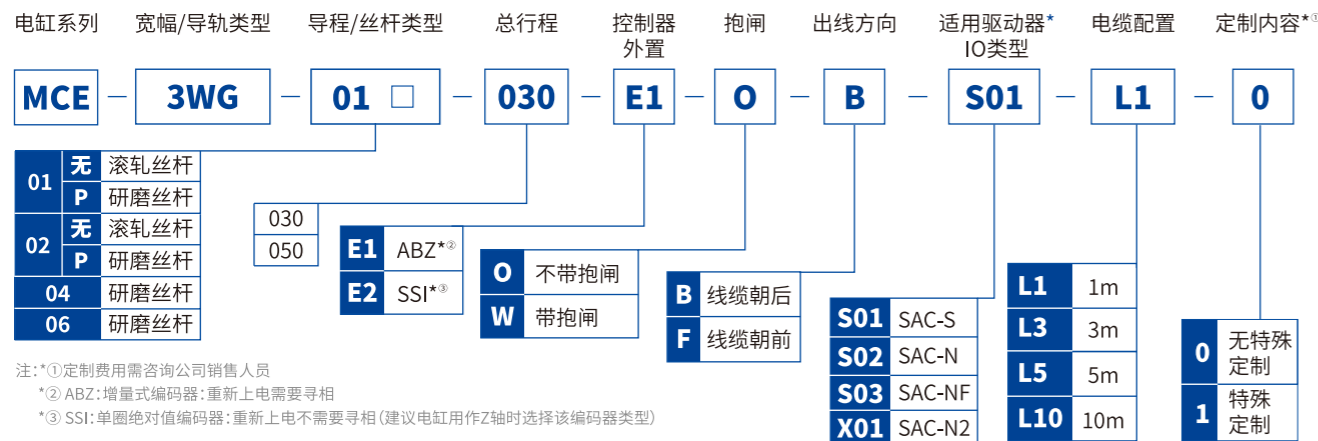 电缸系列 宽幅/导轨类型 导程/丝杆类型 总行程 控制器外置 抱闸 出线方向 适用驱动器*IO类型 电缆配置 定制内容*①
MCE — 3WG — 01 □ — 030 — E1 — O — B — S01 — L1 — 0
01 无 滚轧丝杆
P 研磨丝杆
02 无 滚轧丝杆
P 研磨丝杆
04 研磨丝杆
06 研磨丝杆
030
050
E1 ABZ*②
E2 SSI*③
O 不带抱闸
W 带抱闸
B 线缆朝后
F 线缆朝前
S01 SAC-S
S02 SAC-N
S03 SAC-NF
X01 SAC-N2
L1 1m
L3 3m
L5 5m
L10 10m
0 无特殊定制
1 特殊定制
注:*①定制费用需咨询公司销售人员
*② ABZ:增量式编码器:重新上电需要寻相
*③ SSI:单圈绝对值编码器:重新上电不需要寻相(建议电缸用作Z轴时选择该编码器类型)